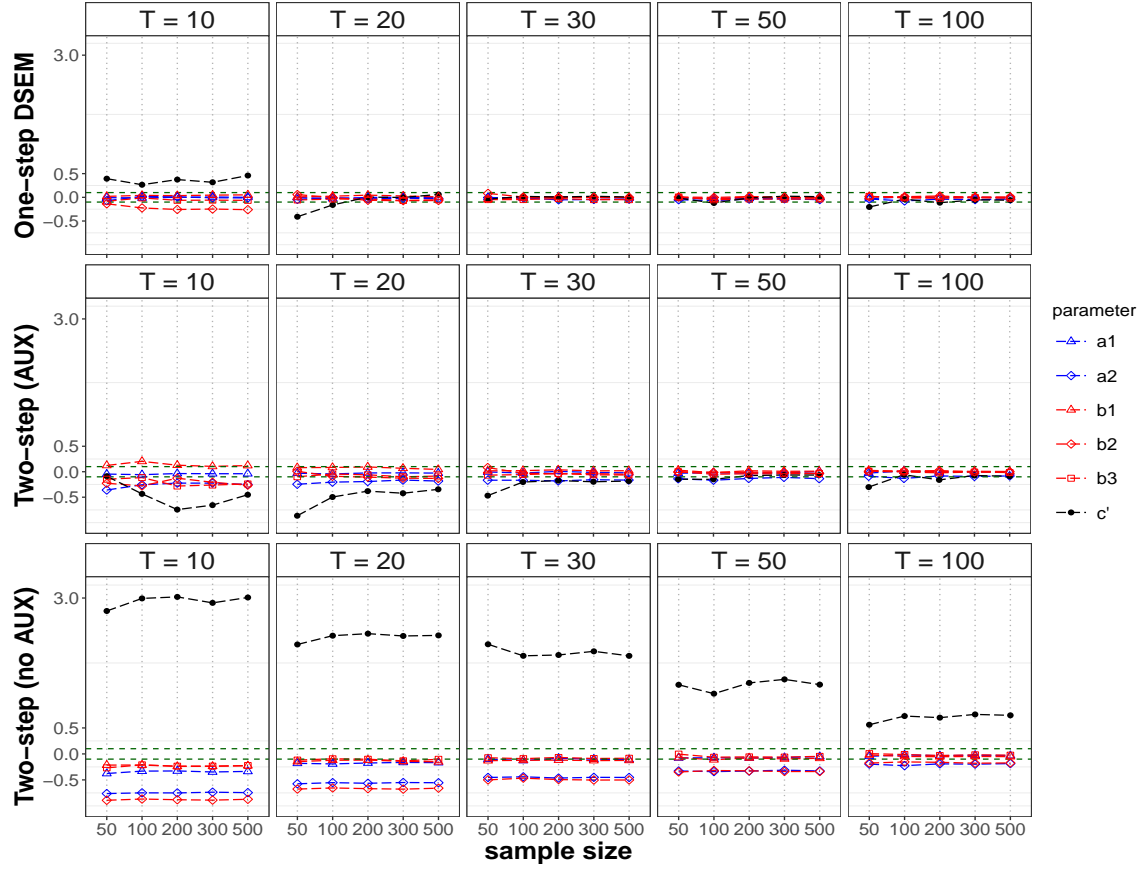 T = 10 T = 20 T = 30 T = 50 T = 100
One−step DSEM
3.0
0.5
0.0
−0.5
T = 10 T = 20 T = 30 T = 50 T = 100
Two−step (AUX)
3.0
0.5
0.0
−0.5
T = 10 T = 20 T = 30 T = 50 T = 100
Two−step (no AUX)
3.0
0.5
0.0
−0.5
50 100 200 300 500 50 100 200 300 500 50 100 200 300 500 50 100 200 300 500 50 100 200 300 500
sample size
parameter
a1
a2
b1
b2
b3
c'